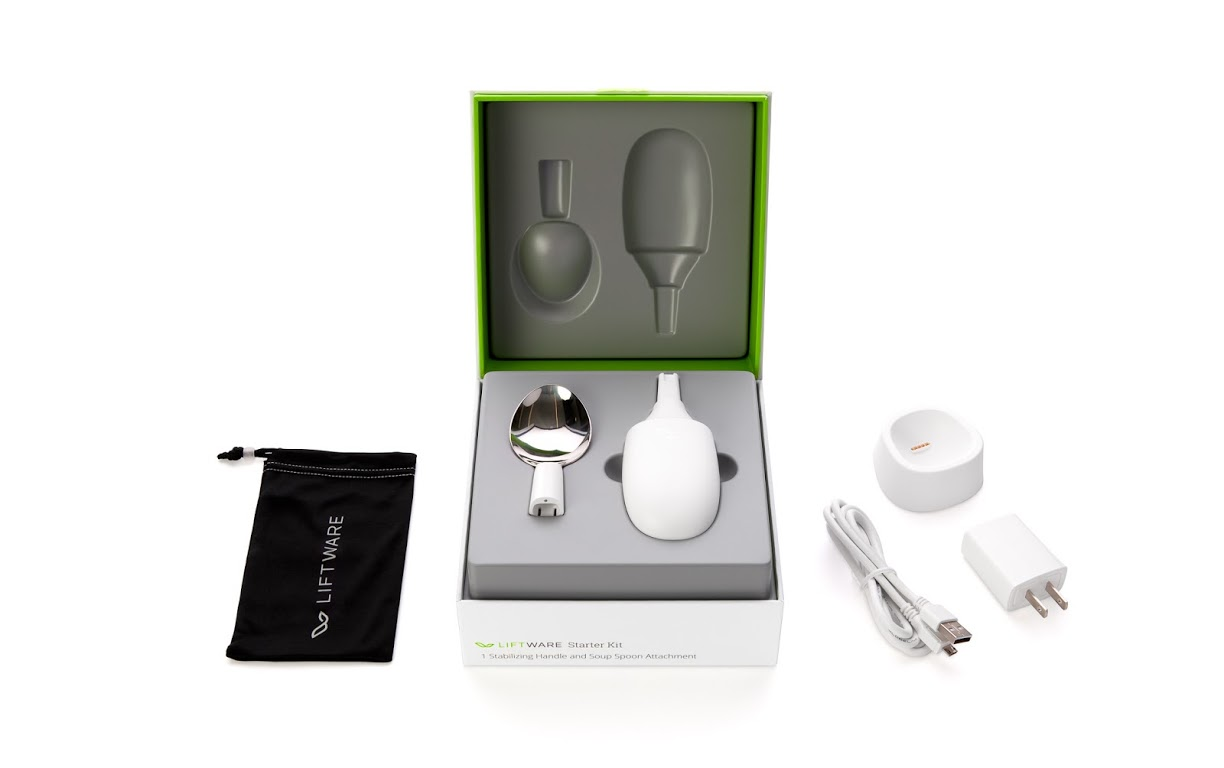 LIFTWARE
LIFTWARE Starter Kit
1 Stabilizing Handle and Soup Spoon Attachment